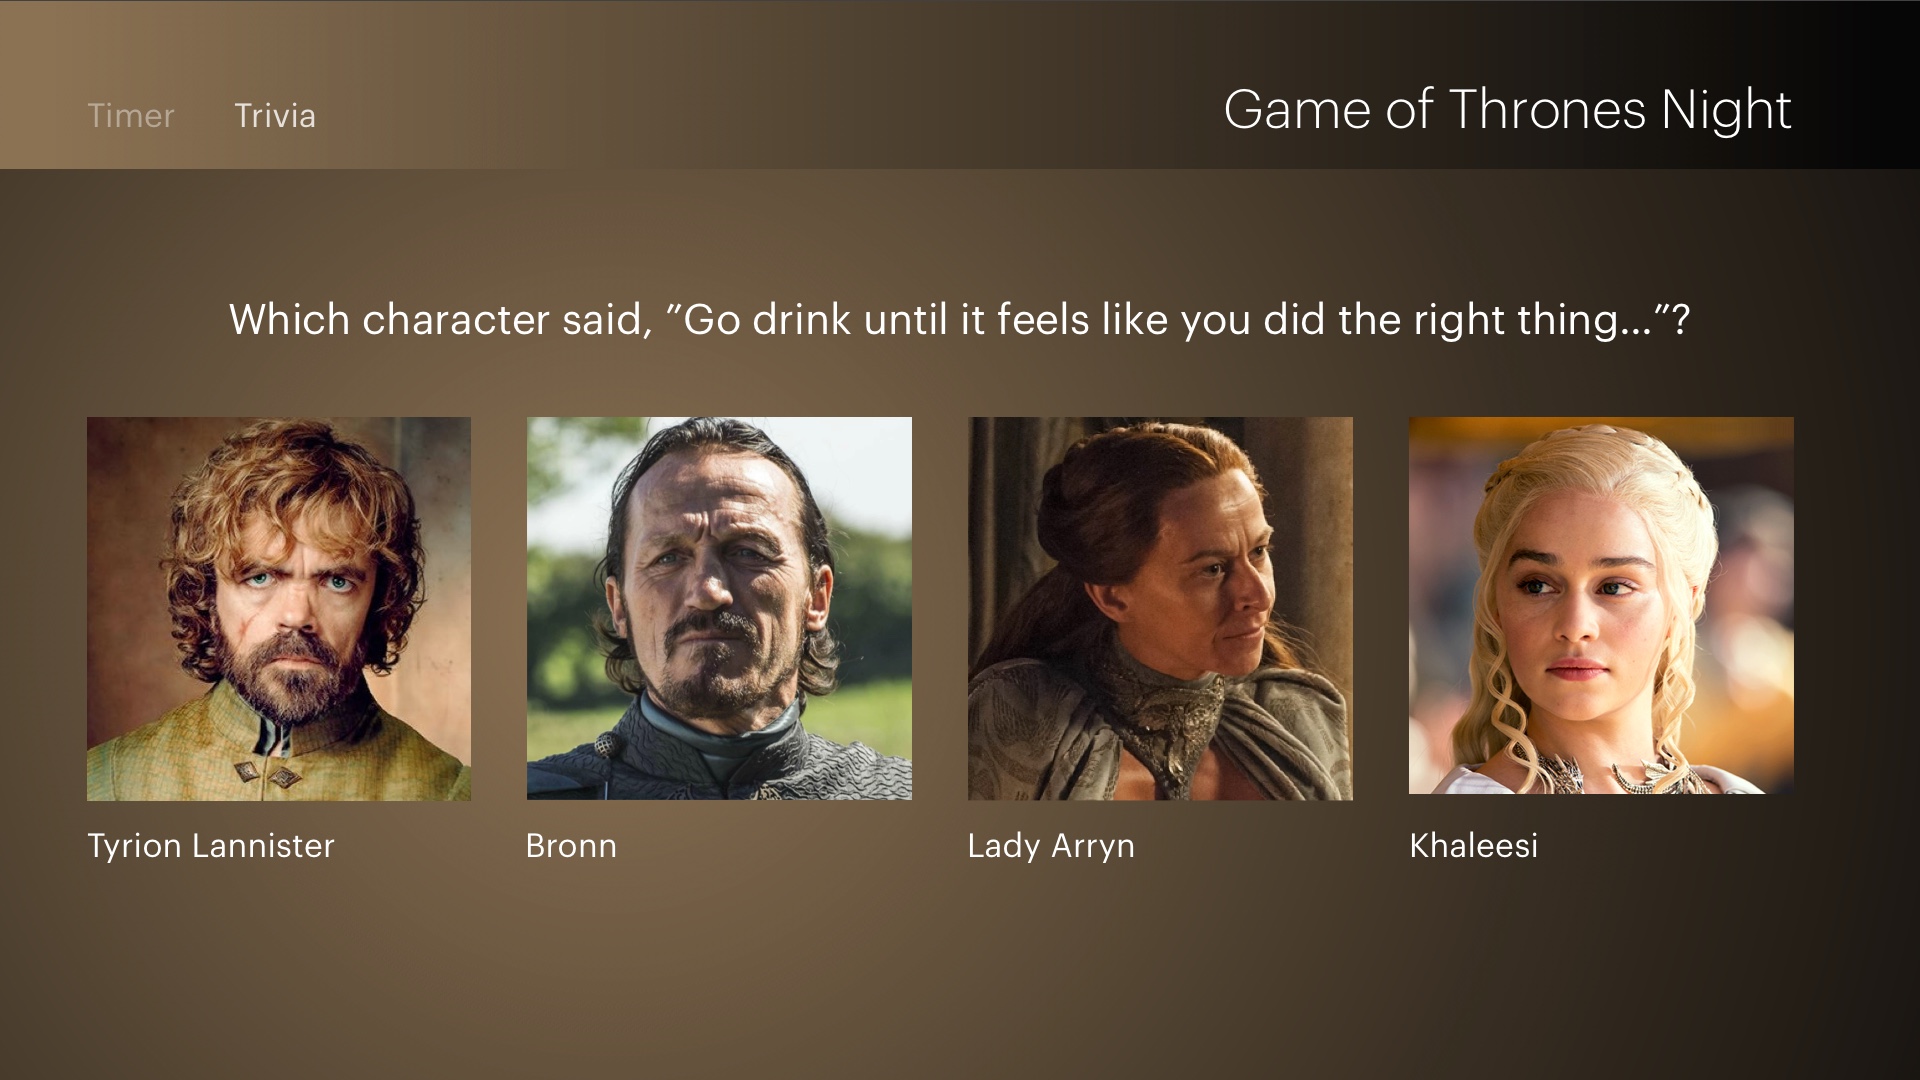 Timer
Trivia
Game of Thrones Night
Which character said, ”Go drink until it feels like you did the right thing...”?
Tyrion Lannister
Bronn
Lady Arryn
Khaleesi